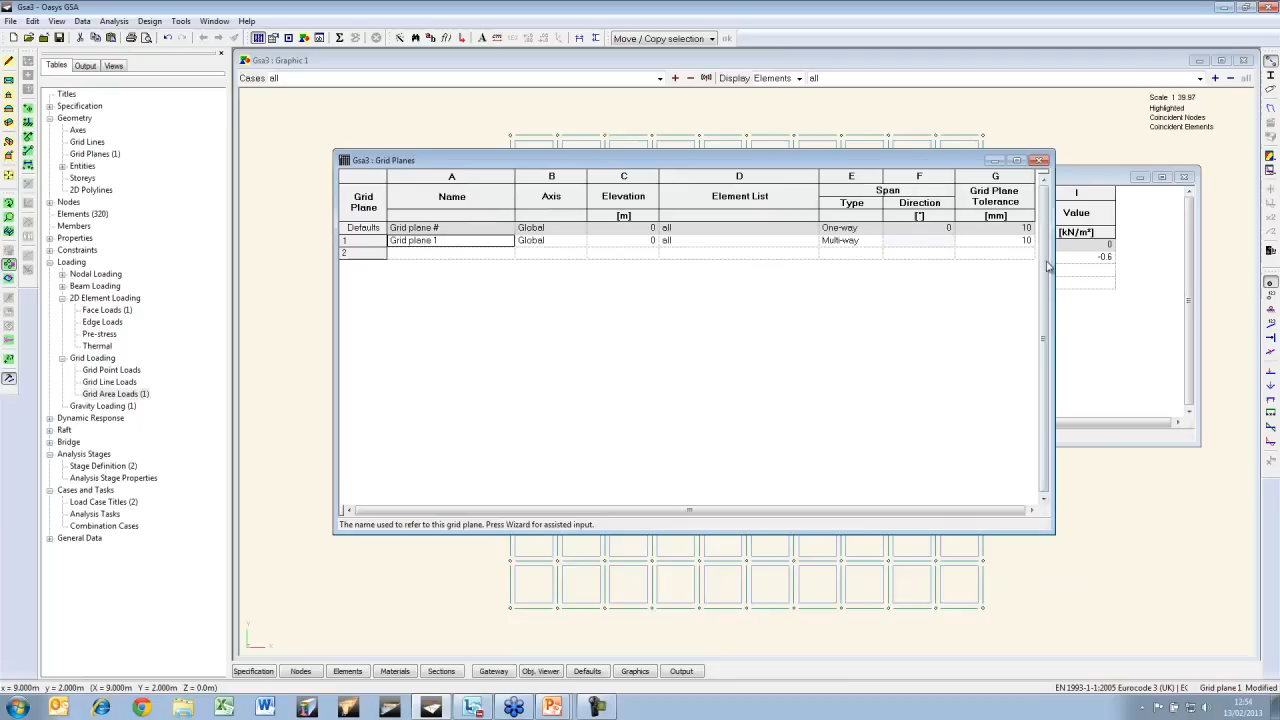 Gsa3 - Oasys GSA
File Edit View Data Analysis Design Tools Window Help
Move / Copy selection ok
Tables Output Views
Titles
Specification
Geometry
Axes
Grid Lines
Grid Planes (1)
Entities
Storeys
2D Polylines
Nodes
Elements (320)
Members
Properties
Constraints
Loading
Nodal Loading
Beam Loading
2D Element Loading
Face Loads (1)
Edge Loads
Pre-stress
Thermal
Grid Loading
Grid Point Loads
Grid Line Loads
Grid Area Loads (1)
Gravity Loading (1)
Dynamic Response
Raft
Bridge
Analysis Stages
Stage Definition (2)
Analysis Stage Properties
Cases and Tasks
Load Case Titles (2)
Analysis Tasks
Combination Cases
General Data
Gsa3 : Graphic 1
Cases all Display Elements all all
Scale 1 39.97
Highlighted
Coincident Nodes
Coincident Elements
Gsa3 : Grid Planes
A B C D E F G
Grid Plane Name Axis Elevation Element List Span Grid Plane Tolerance
Type Direction
[m] [°] [mm]
Defaults Grid plane # Global 0 all One-way 0 10
1 Grid plane 1 Global 0 all Multi-way 10
2
The name used to refer to this grid plane. Press Wizard for assisted input.
I
Value
[kN/m²]
0
-0.6
Y
X
Specification Nodes Elements Materials Sections Gateway Obj. Viewer Defaults Graphics Output
x = 9.000m y = 2.000m (X = 9.000m Y = 2.000m Z = 0.0m)
EN 1993-1-1:2005 Eurocode 3 (UK) | EC Grid plane 1 Modified
12:54
13/02/2013